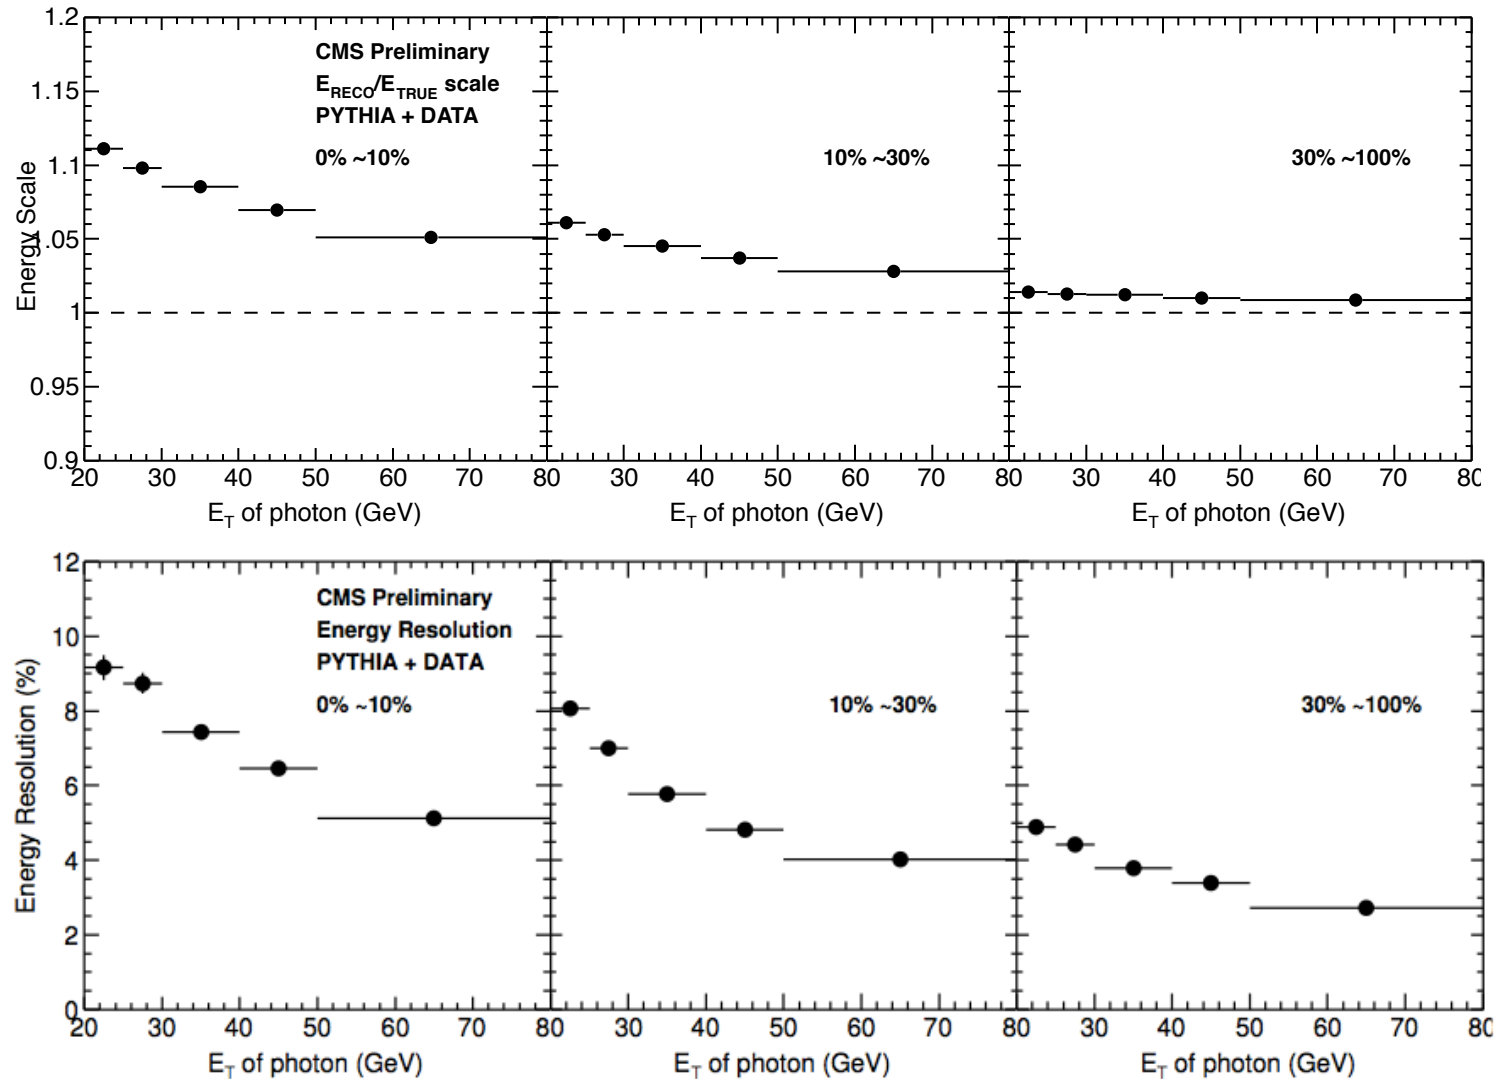 1.2
1.15
1.1
1.05
1
0.95
0.9
Energy Scale
CMS Preliminary
E_RECO/E_TRUE scale
PYTHIA + DATA
0% ~10%
10% ~30%
30% ~100%
20 30 40 50 60 70 80 30 40 50 60 70 80 30 40 50 60 70 80
E_T of photon (GeV) E_T of photon (GeV) E_T of photon (GeV)
12
10
8
6
4
2
0
Energy Resolution (%)
CMS Preliminary
Energy Resolution
PYTHIA + DATA
0% ~10%
10% ~30%
30% ~100%
20 30 40 50 60 70 80 30 40 50 60 70 80 30 40 50 60 70 80
E_T of photon (GeV) E_T of photon (GeV) E_T of photon (GeV)